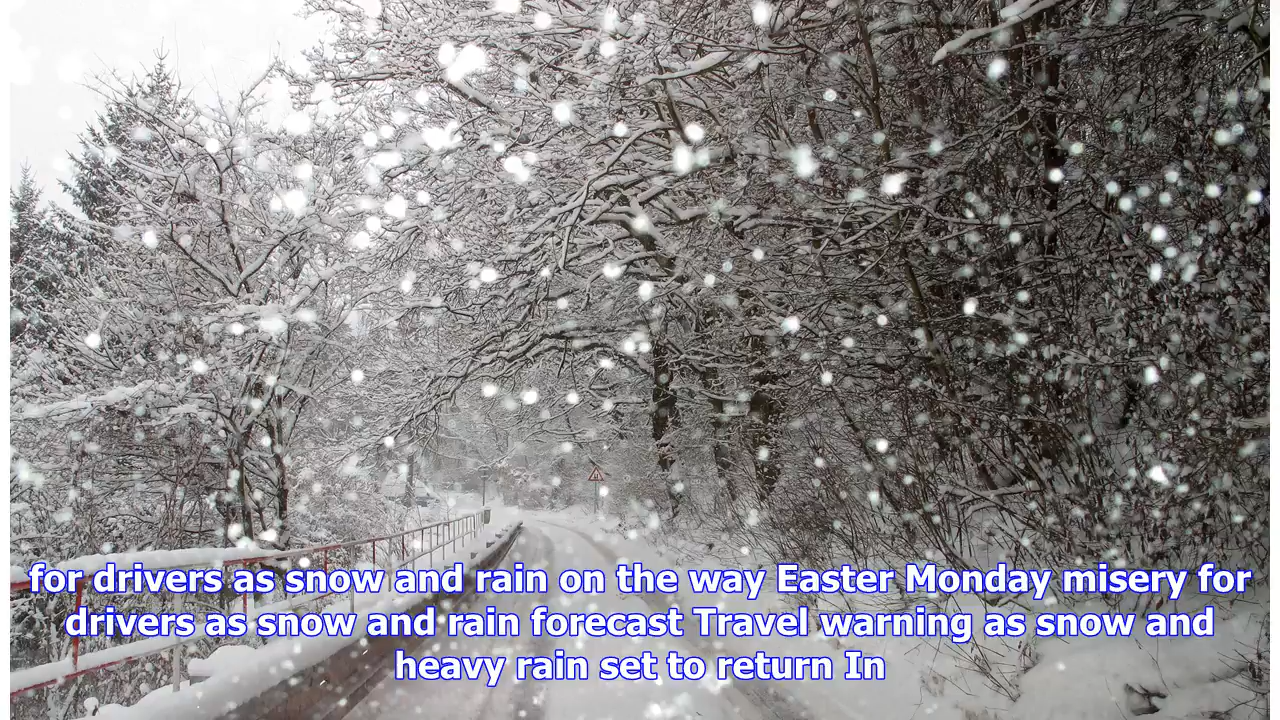 for drivers as snow and rain on the way Easter Monday misery for
drivers as snow and rain forecast Travel warning as snow and
heavy rain set to return In